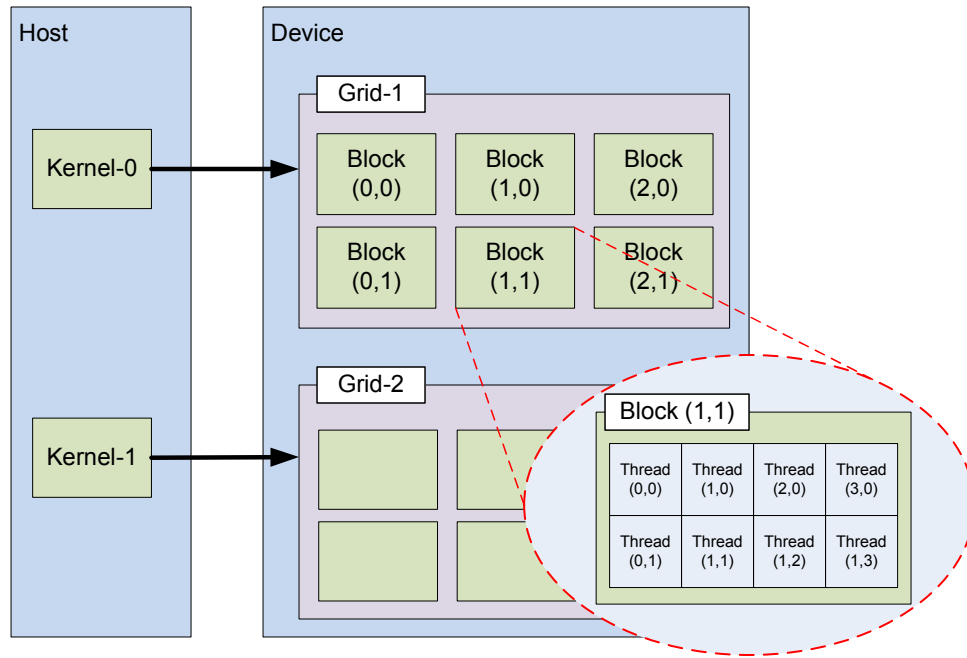 Host
Device
Grid-1
Kernel-0
Block
(0,0)
Block
(1,0)
Block
(2,0)
Block
(0,1)
Block
(1,1)
Block
(2,1)
Grid-2
Kernel-1
Block (1,1)
Thread
(0,0)
Thread
(1,0)
Thread
(2,0)
Thread
(3,0)
Thread
(0,1)
Thread
(1,1)
Thread
(1,2)
Thread
(1,3)